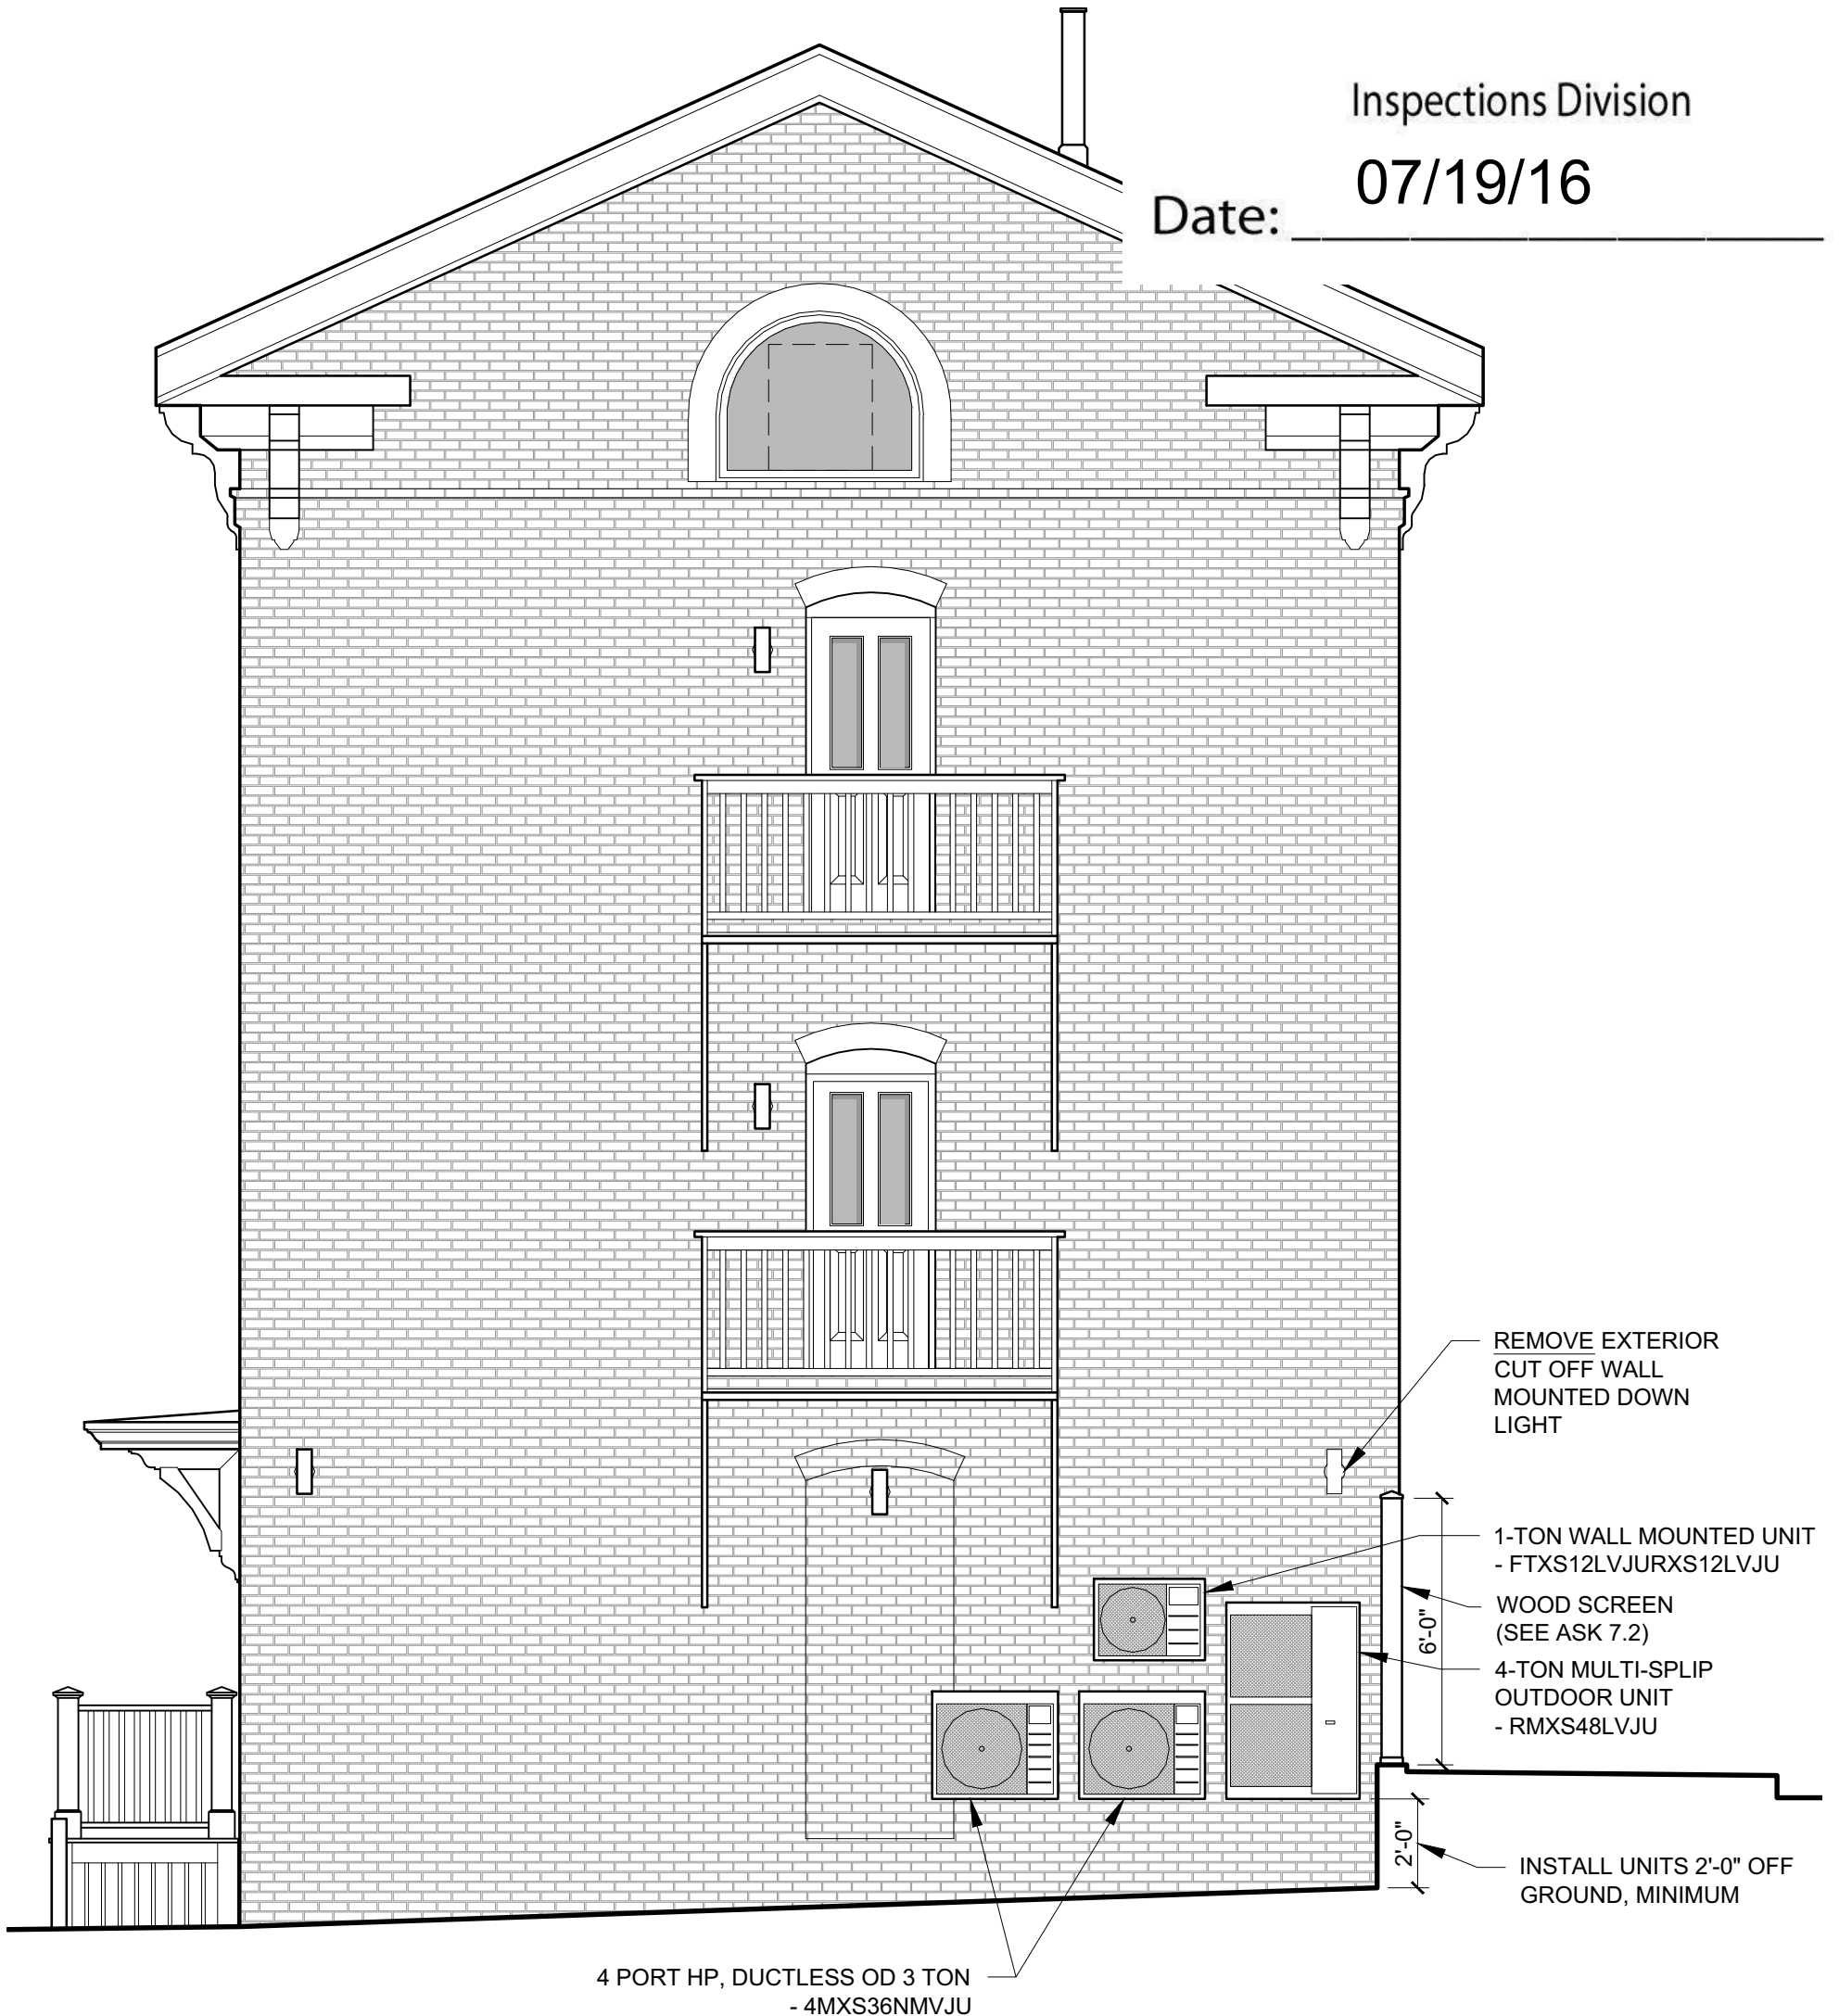 Inspections Division
07/19/16
Date:
REMOVE EXTERIOR
CUT OFF WALL
MOUNTED DOWN
LIGHT
1-TON WALL MOUNTED UNIT
- FTXS12LVJURXS12LVJU
WOOD SCREEN
(SEE ASK 7.2)
6'-0"
4-TON MULTI-SPLIP
OUTDOOR UNIT
- RMXS48LVJU
2'-0"
INSTALL UNITS 2'-0" OFF
GROUND, MINIMUM
4 PORT HP, DUCTLESS OD 3 TON
- 4MXS36NMVJU